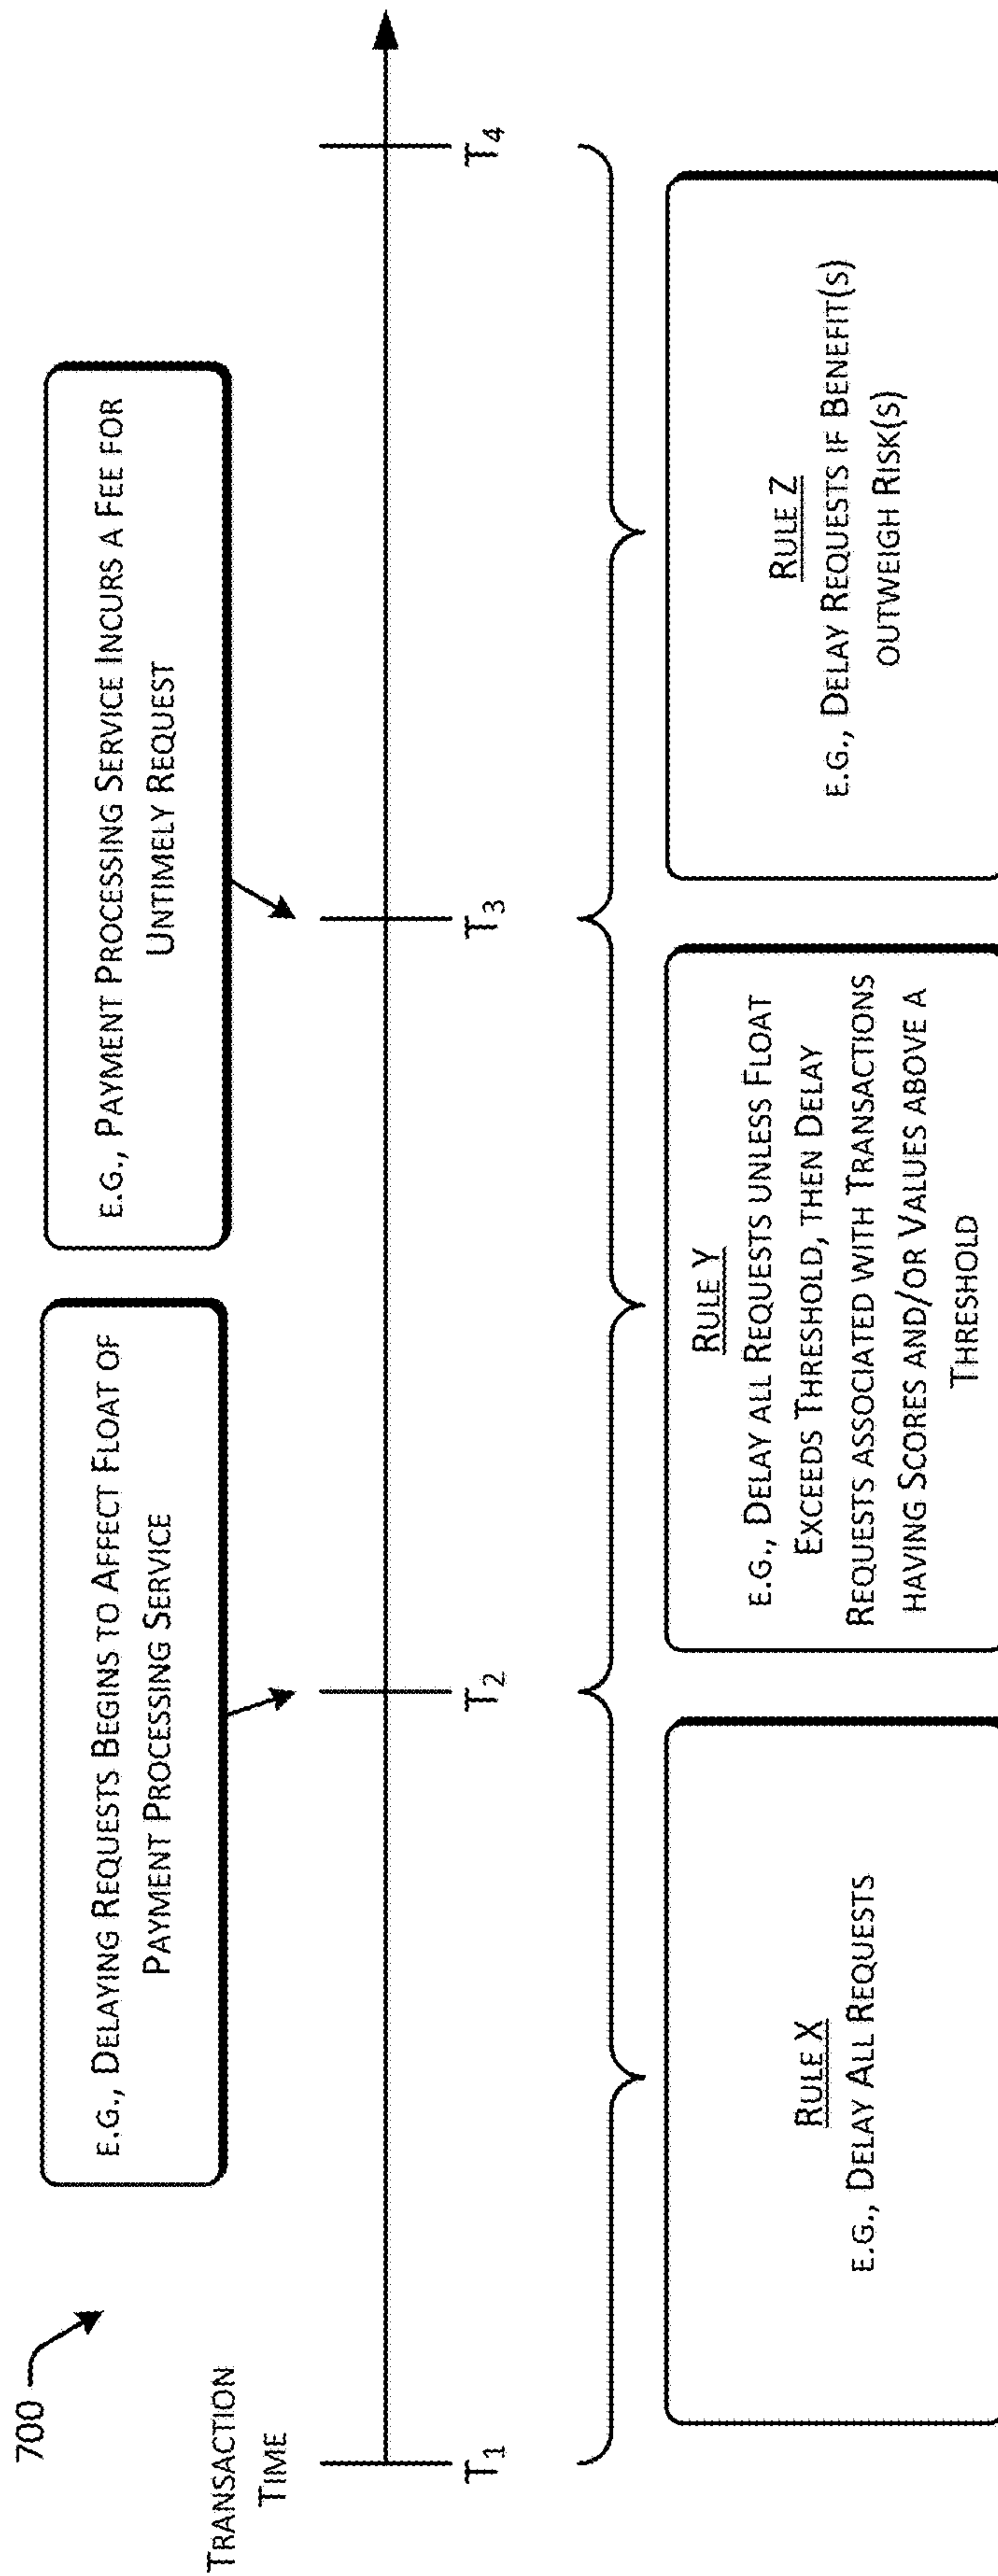 700
TRANSACTION
TIME
E.G., DELAYING REQUESTS BEGINS TO AFFECT FLOAT OF
PAYMENT PROCESSING SERVICE
E.G., PAYMENT PROCESSING SERVICE INCURS A FEE FOR
UNTIMELY REQUEST
T1
T2
T3
T4
RULE X
E.G., DELAY ALL REQUESTS
RULE Y
E.G., DELAY ALL REQUESTS UNLESS FLOAT
EXCEEDS THRESHOLD, THEN DELAY
REQUESTS ASSOCIATED WITH TRANSACTIONS
HAVING SCORES AND/OR VALUES ABOVE A
THRESHOLD
RULE Z
E.G., DELAY REQUESTS IF BENEFIT(S)
OUTWEIGH RISK(S)